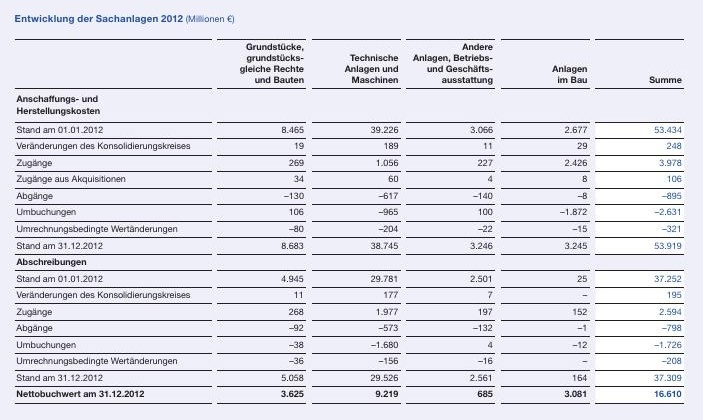 Entwicklung der Sachanlagen 2012 (Millionen €)
Grundstücke, grundstücks- gleiche Rechte und Bauten Technische Anlagen und Maschinen Andere Anlagen, Betriebs- und Geschäfts- ausstattung Anlagen im Bau Summe
Anschaffungs- und
Herstellungskosten
Stand am 01.01.2012 8.465 39.226 3.066 2.677 53.434
Veränderungen des Konsolidierungskreises 19 189 11 29 248
Zugänge 269 1.056 227 2.426 3.978
Zugänge aus Akquisitionen 34 60 4 8 106
Abgänge –130 –617 –140 –8 –895
Umbuchungen 106 –965 100 –1.872 –2.631
Umrechnungsbedingte Wertänderungen –80 –204 –22 –15 –321
Stand am 31.12.2012 8.683 38.745 3.246 3.245 53.919
Abschreibungen
Stand am 01.01.2012 4.945 29.781 2.501 25 37.252
Veränderungen des Konsolidierungskreises 11 177 7 – 195
Zugänge 268 1.977 197 152 2.594
Abgänge –92 –573 –132 –1 –798
Umbuchungen –38 –1.680 4 –12 –1.726
Umrechnungsbedingte Wertänderungen –36 –156 –16 – –208
Stand am 31.12.2012 5.058 29.526 2.561 164 37.309
Nettobuchwert am 31.12.2012 3.625 9.219 685 3.081 16.610